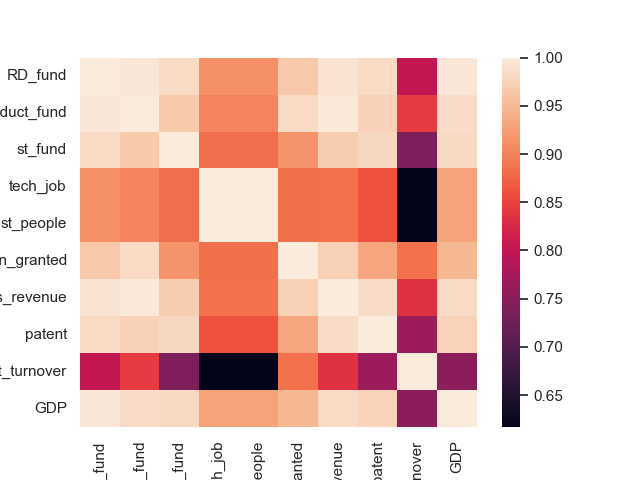 1.00
RD_fund
duct_fund
0.95
st_fund
0.90
tech_job
0.85
st_people
0.80
n_granted
s_revenue
0.75
patent
0.70
t_turnover
0.65
GDP
_fund
_fund
_fund
h_job
eople
anted
venue
patent
nover
GDP